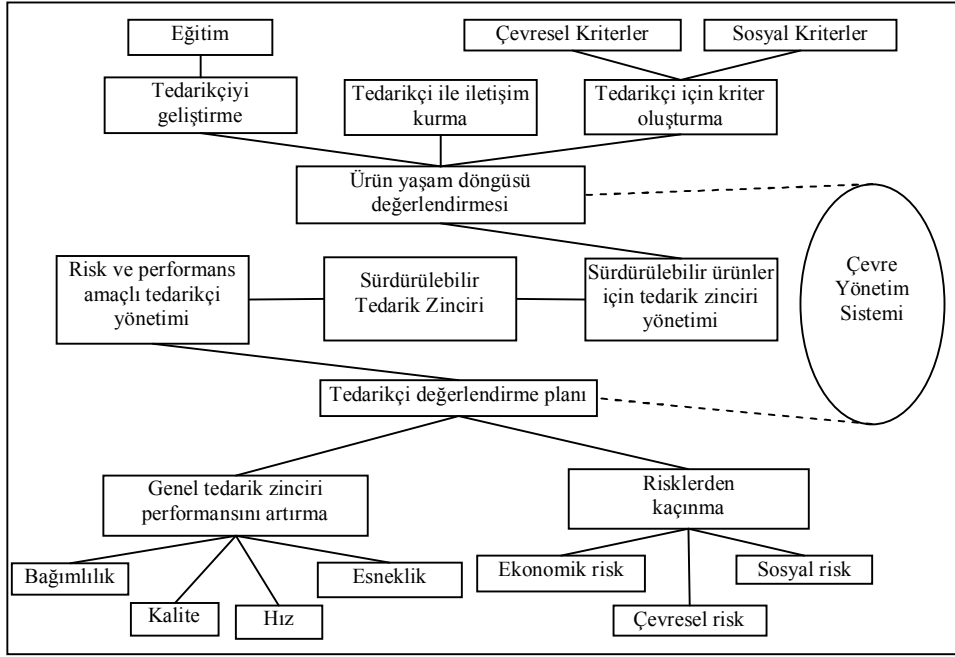 Eğitim
Çevresel Kriterler
Sosyal Kriterler
Tedarikçiyi
geliştirme
Tedarikçi ile iletişim
kurma
Tedarikçi için kriter
oluşturma
Ürün yaşam döngüsü
değerlendirmesi
Risk ve performans
amaçlı tedarikçi
yönetimi
Sürdürülebilir
Tedarik Zinciri
Sürdürülebilir ürünler
için tedarik zinciri
yönetimi
Çevre
Yönetim
Sistemi
Tedarikçi değerlendirme planı
Genel tedarik zinciri
performansını artırma
Risklerden
kaçınma
Bağımlılık
Kalite
Hız
Esneklik
Ekonomik risk
Çevresel risk
Sosyal risk